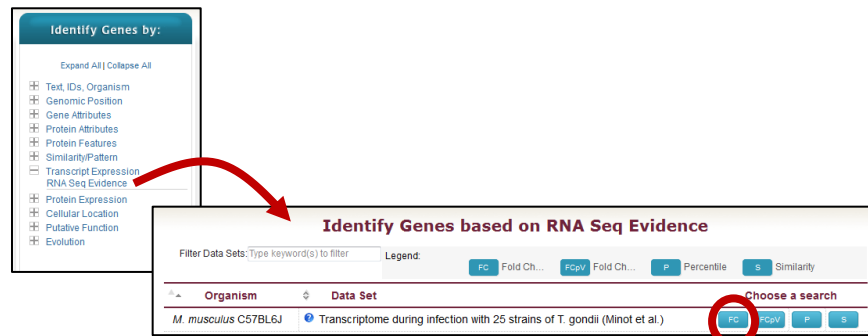 Identify Genes by:
Expand All | Collapse All
Text, IDs, Organism
Genomic Position
Gene Attributes
Protein Attributes
Protein Features
Similarity/Pattern
Transcript Expression
RNA Seq Evidence
Protein Expression
Cellular Location
Putative Function
Evolution
Identify Genes based on RNA Seq Evidence
Filter Data Sets: Type keyword(s) to filter Legend:
FC Fold Ch... FCpV Fold Ch... P Percentile S Similarity
Organism Data Set Choose a search
M. musculus C57BL6J Transcriptome during infection with 25 strains of T. gondii (Minot et al.) FC FCpV P S